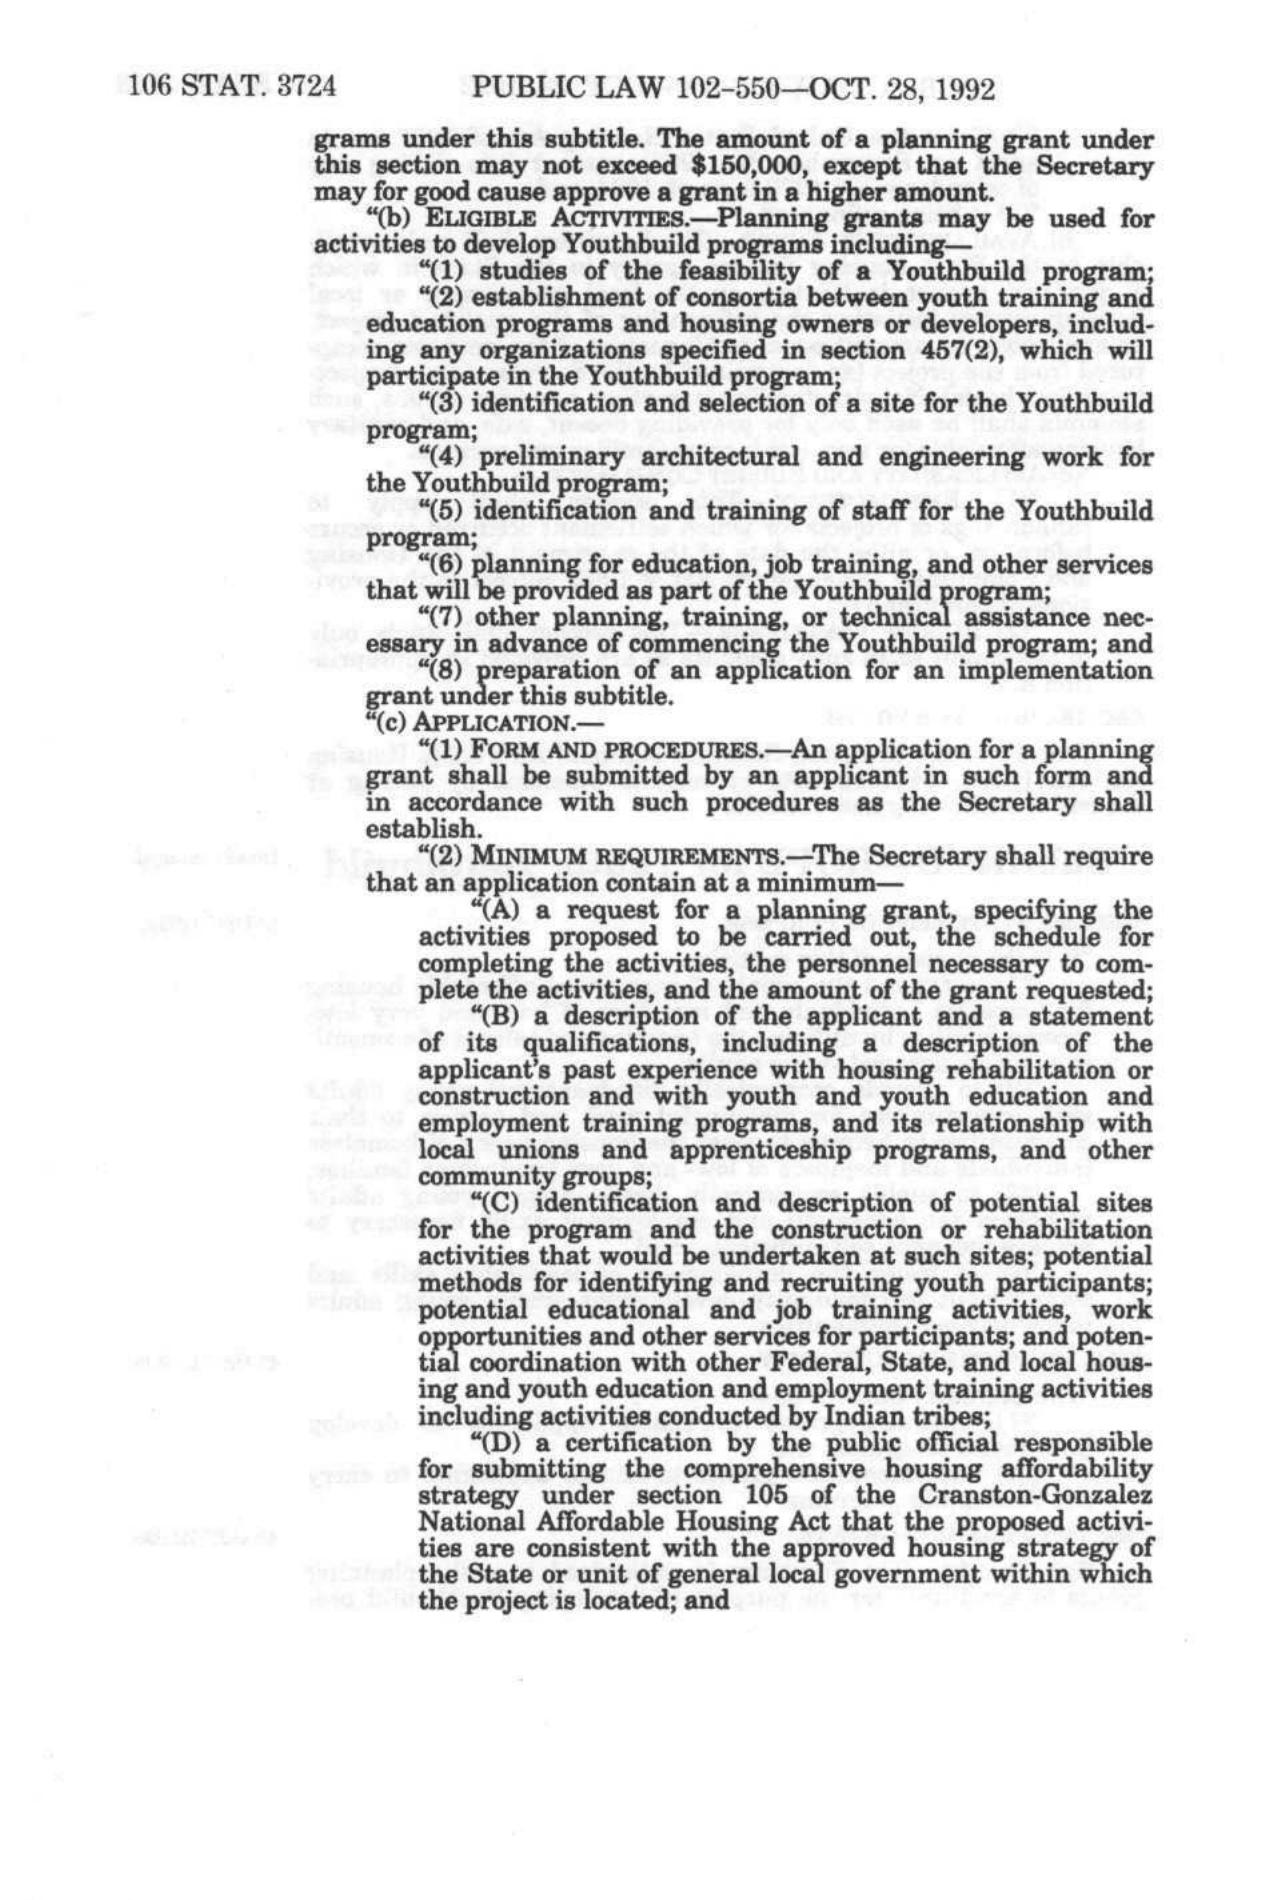 106 STAT. 3724 PUBLIC LAW 102-550—OCT. 28, 1992
grams under this subtitle. The amount of a planning grant under
this section may not exceed $150,000, except that the Secretary
may for good cause approve a grant in a higher amount.
“(b) ELIGIBLE ACTIVITIES.—Planning grants may be used for
activities to develop Youthbuild programs including—
“(1) studies of the feasibility of a Youthbuild program;
“(2) establishment of consortia between youth training and
education programs and housing owners or developers, includ-
ing any organizations specified in section 457(2), which will
participate in the Youthbuild program;
“(3) identification and selection of a site for the Youthbuild
program;
“(4) preliminary architectural and engineering work for
the Youthbuild program;
“(5) identification and training of staff for the Youthbuild
program;
“(6) planning for education, job training, and other services
that will be provided as part of the Youthbuild program;
“(7) other planning, training, or technical assistance nec-
essary in advance of commencing the Youthbuild program; and
“(8) preparation of an application for an implementation
grant under this subtitle.
“(c) APPLICATION.—
“(1) FORM AND PROCEDURES.—An application for a planning
grant shall be submitted by an applicant in such form and
in accordance with such procedures as the Secretary shall
establish.
“(2) MINIMUM REQUIREMENTS.—The Secretary shall require
that an application contain at a minimum—
“(A) a request for a planning grant, specifying the
activities proposed to be carried out, the schedule for
completing the activities, the personnel necessary to com-
plete the activities, and the amount of the grant requested;
“(B) a description of the applicant and a statement
of its qualifications, including a description of the
applicant's past experience with housing rehabilitation or
construction and with youth and youth education and
employment training programs, and its relationship with
local unions and apprenticeship programs, and other
community groups;
“(C) identification and description of potential sites
for the program and the construction or rehabilitation
activities that would be undertaken at such sites; potential
methods for identifying and recruiting youth participants;
potential educational and job training activities, work
opportunities and other services for participants; and poten-
tial coordination with other Federal, State, and local hous-
ing and youth education and employment training activities
including activities conducted by Indian tribes;
“(D) a certification by the public official responsible
for submitting the comprehensive housing affordability
strategy under section 105 of the Cranston-Gonzalez
National Affordable Housing Act that the proposed activi-
ties are consistent with the approved housing strategy of
the State or unit of general local government within which
the project is located; and